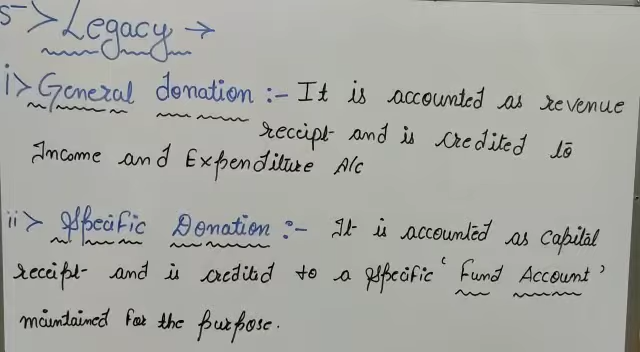 5-> Legacy →
i> General donation :- It is accounted as revenue
receipt and is credited to
Income and Expenditure A/c
ii> Specific Donation :- It is accounted as Capital
receipt and is credited to a specific 'Fund Account'
maintained for the purpose.